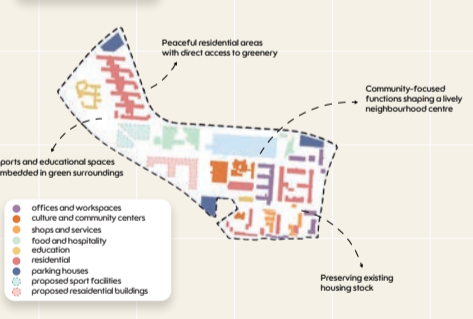 Peaceful residential areas
with direct access to greenery
Community-focused
functions shaping a lively
neighbourhood centre
ports and educational spaces
mbedded in green surroundings
offices and workspaces
culture and community centers
shops and services
food and hospitality
education
residential
parking houses
proposed sport facilities
proposed resaidential buildings
Preserving existing
housing stock